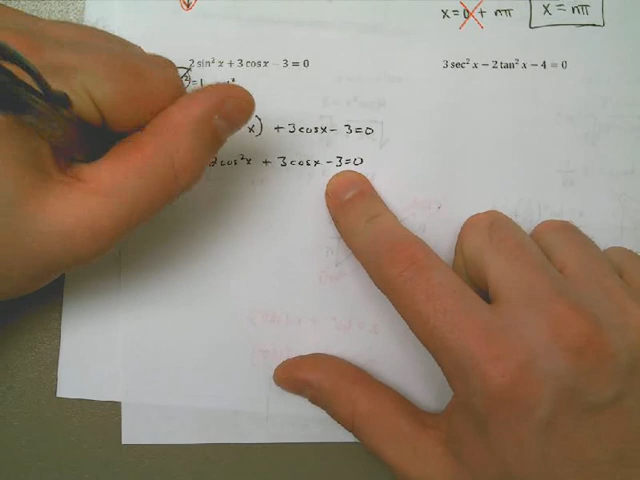 x = 0 + nπ
x = nπ
2 sin² x + 3 cos x − 3 = 0
3 sec² x − 2 tan² x − 4 = 0
x) + 3cosx − 3 = 0
2cos²x + 3cosx − 3 = 0